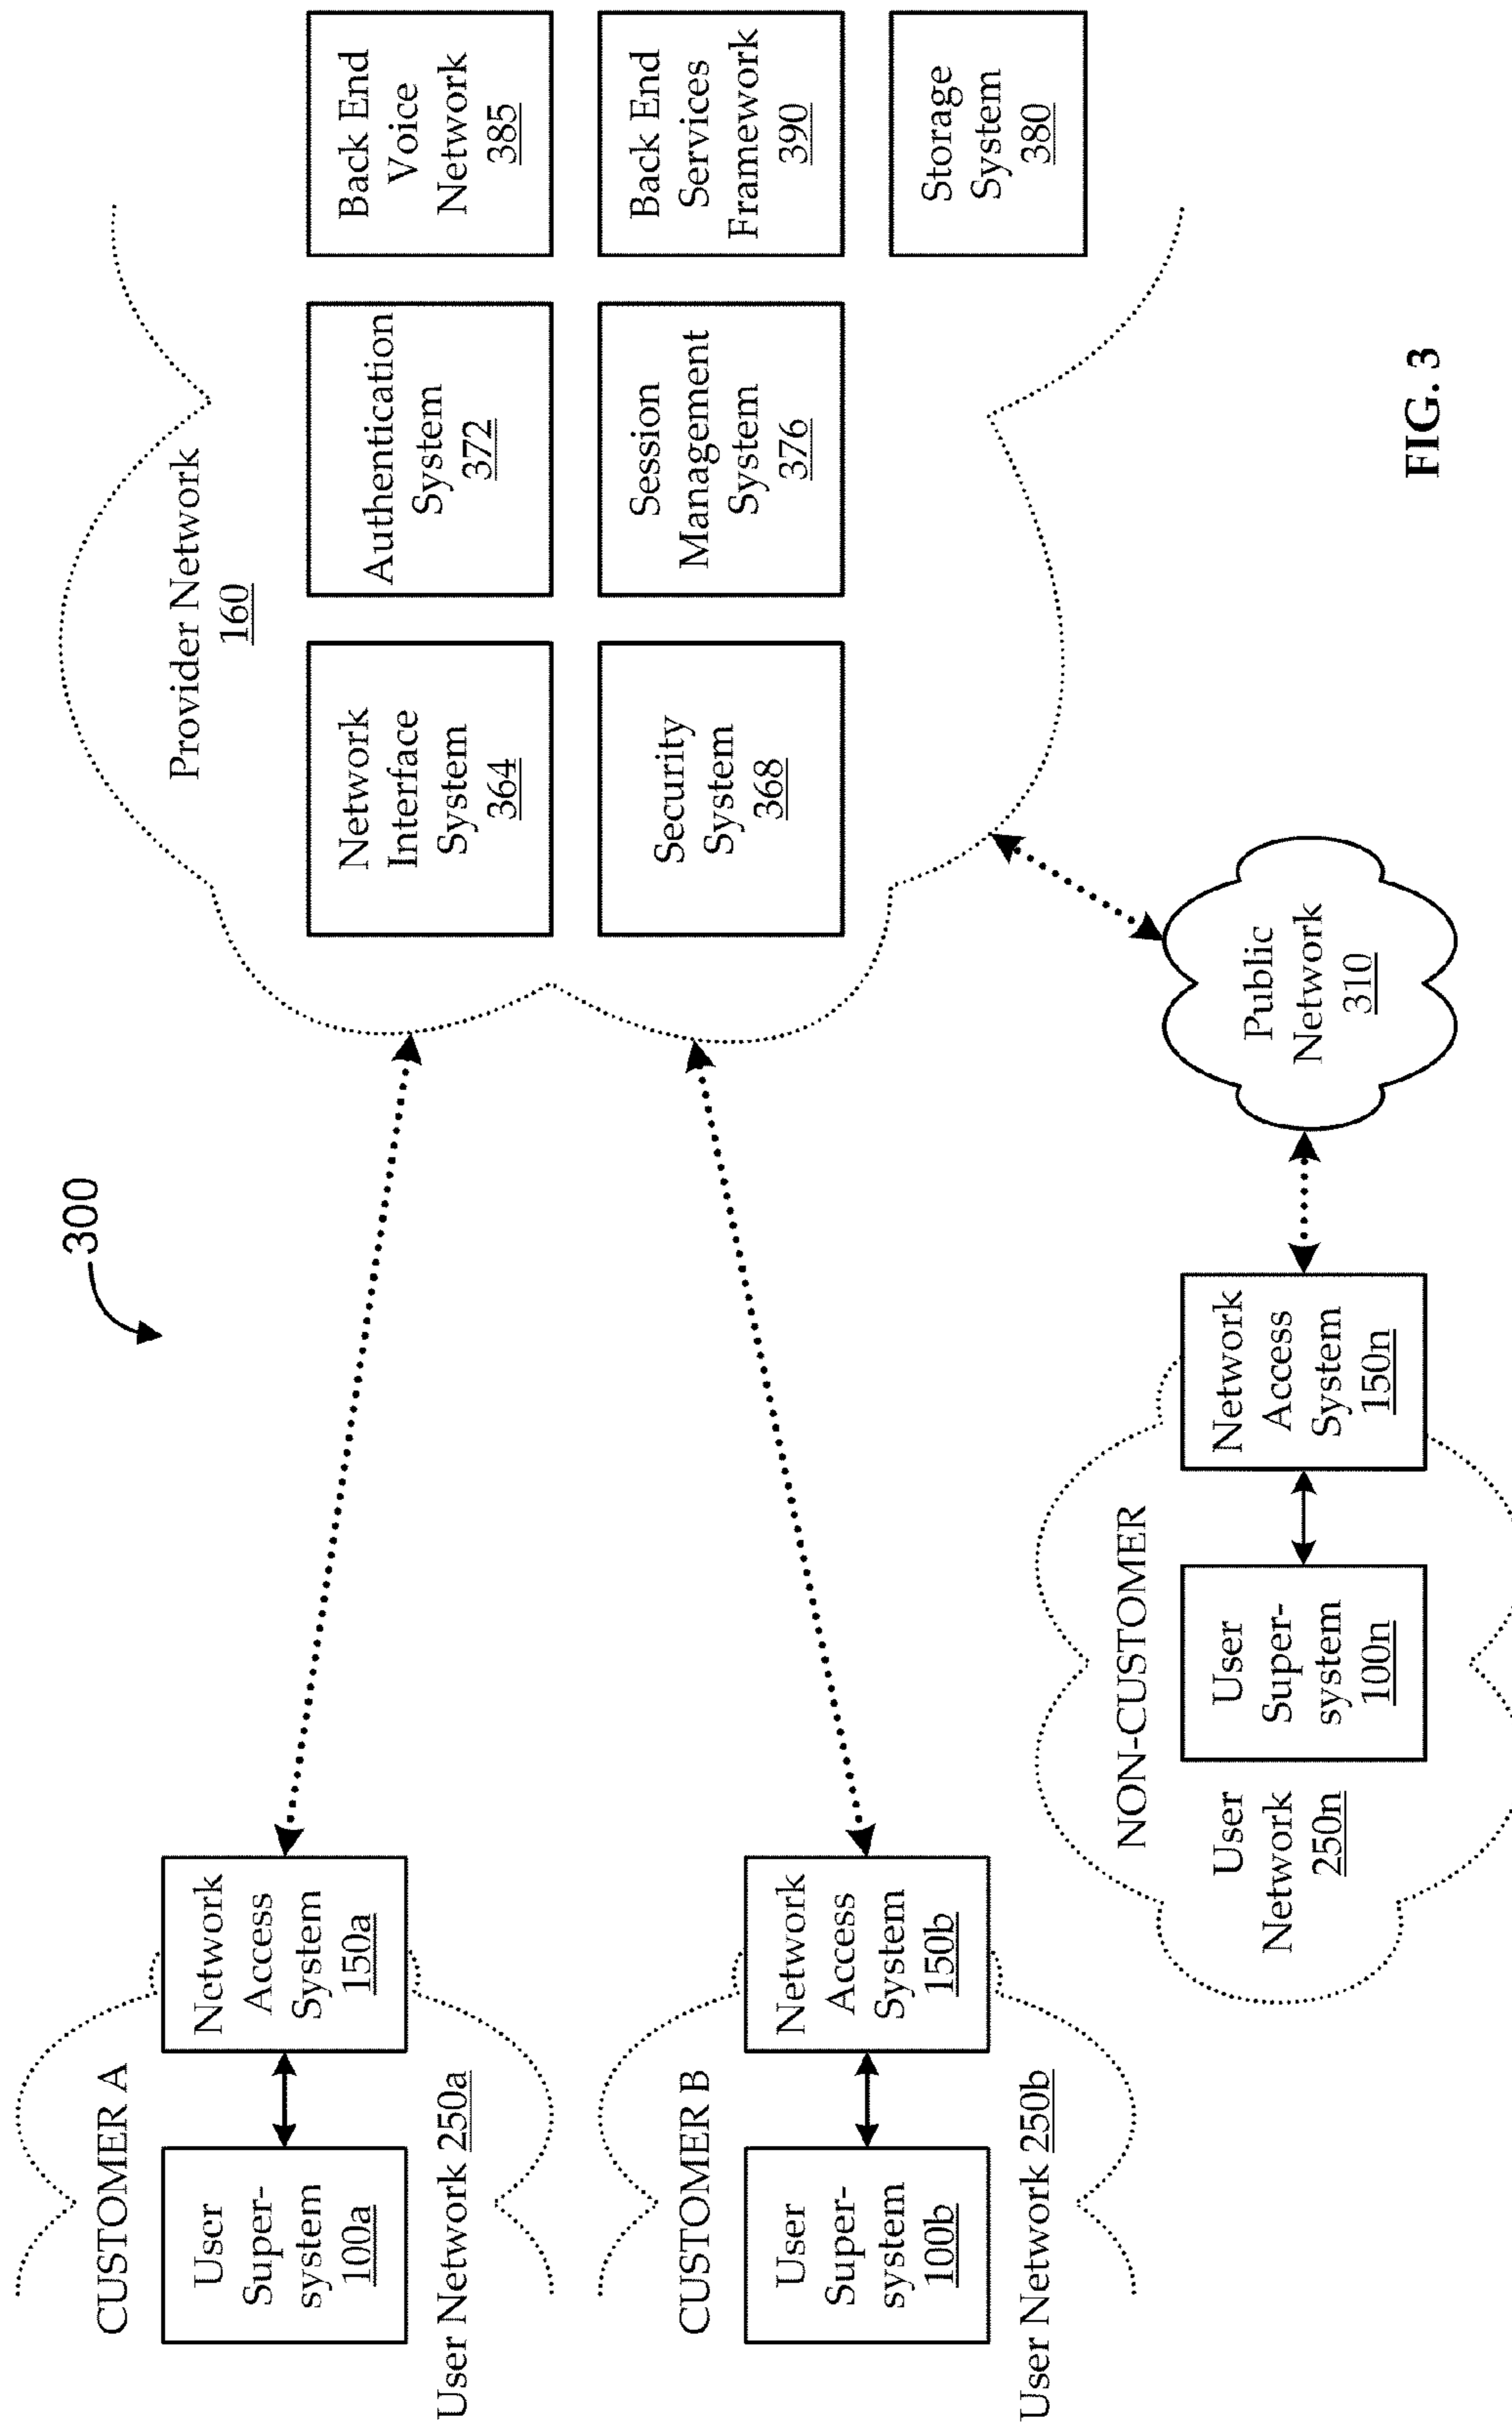 300
CUSTOMER A
User
Super-
system
100a
Network
Access
System
150a
User Network 250a
CUSTOMER B
User
Super-
system
100b
Network
Access
System
150b
User Network 250b
NON-CUSTOMER
User
Network
250n
User
Super-
system
100n
Network
Access
System
150n
Public
Network
310
Provider Network
160
Network
Interface
System
364
Authentication
System
372
Back End
Voice
Network
385
Security
System
368
Session
Management
System
376
Back End
Services
Framework
390
Storage
System
380
FIG. 3